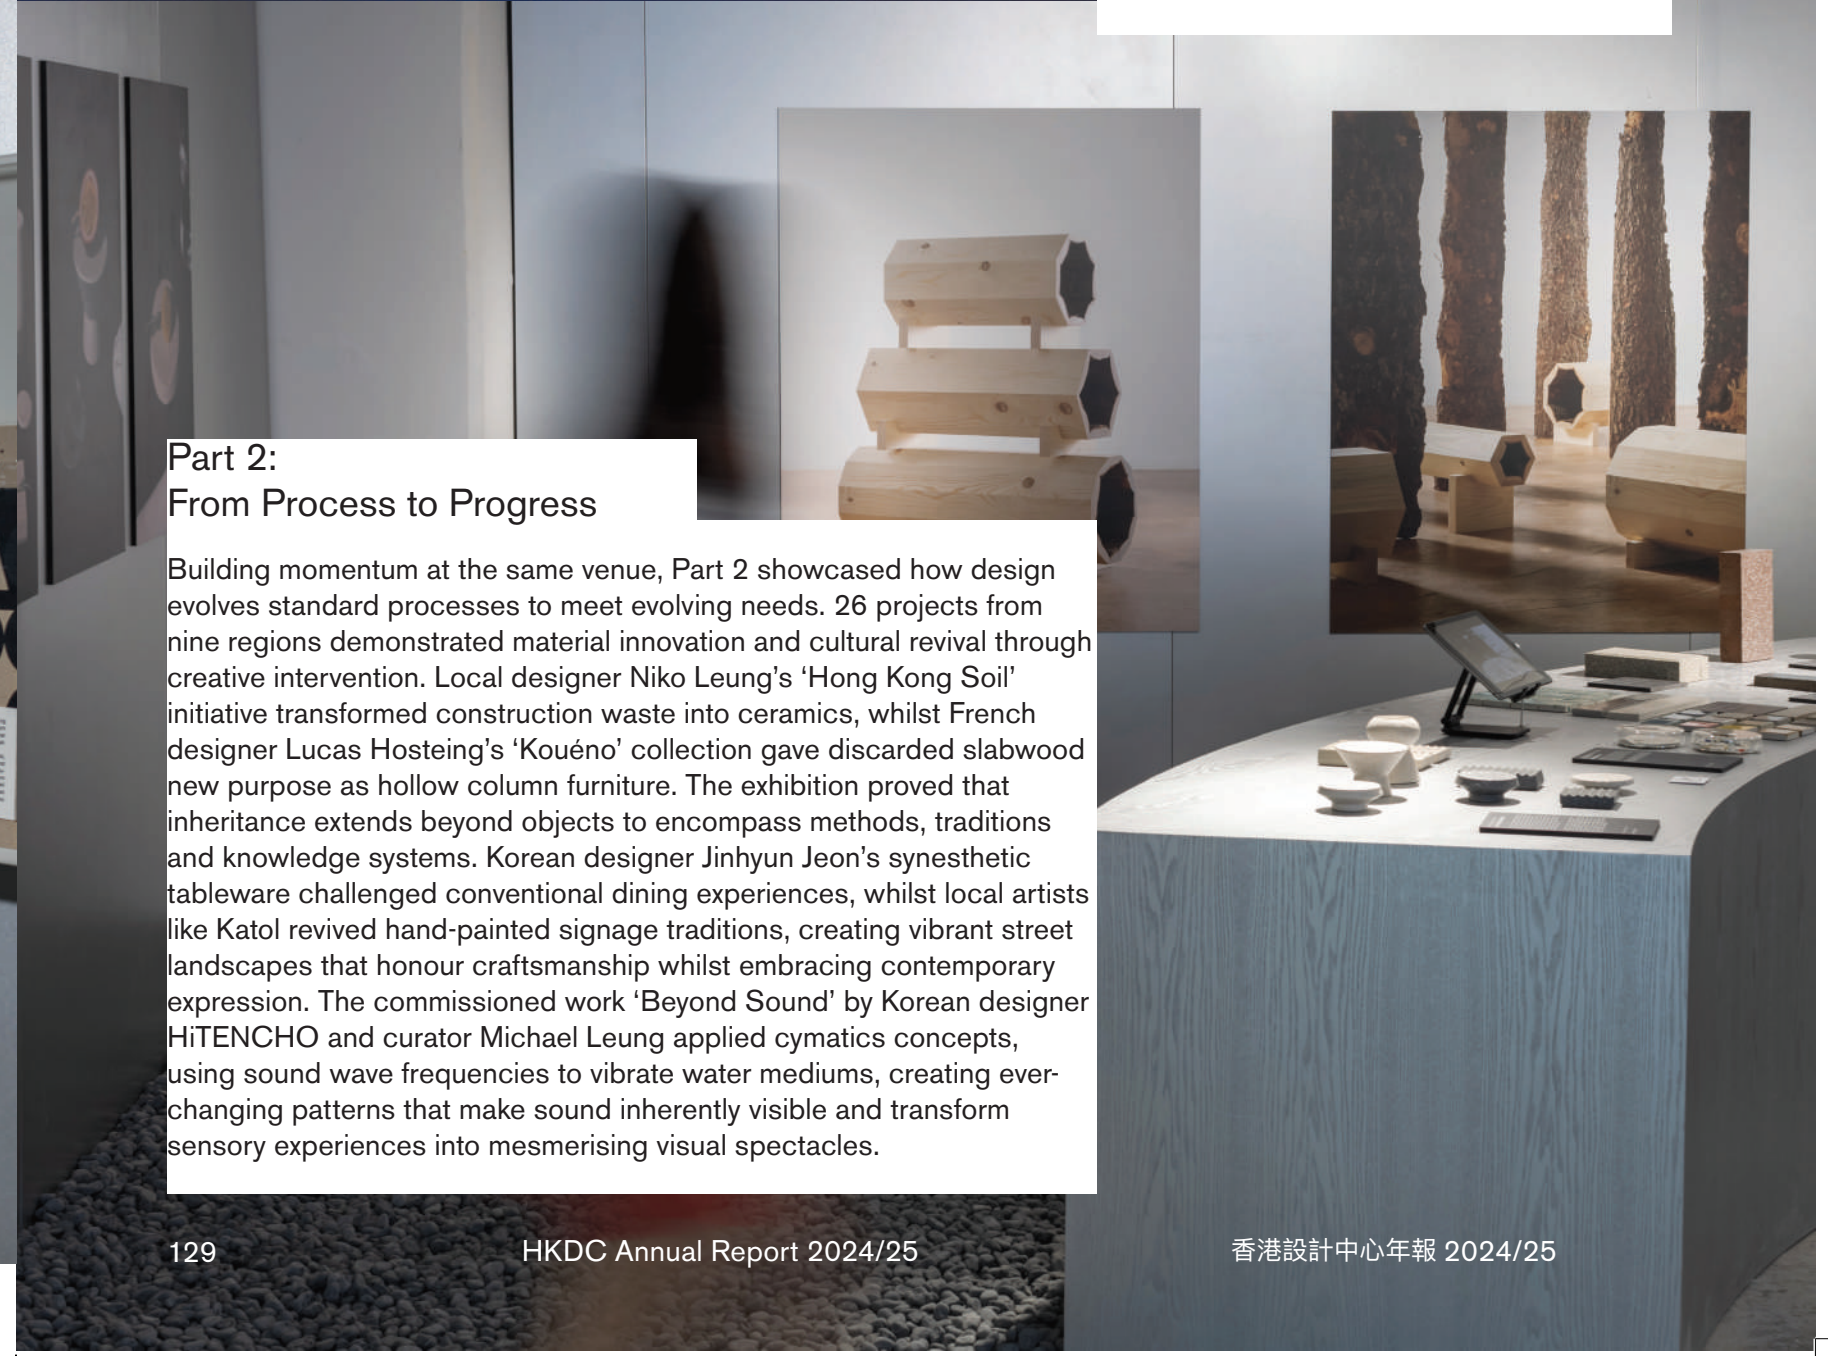 Part 2:
From Process to Progress
Building momentum at the same venue, Part 2 showcased how design
evolves standard processes to meet evolving needs. 26 projects from
nine regions demonstrated material innovation and cultural revival through
creative intervention. Local designer Niko Leung’s ‘Hong Kong Soil’
initiative transformed construction waste into ceramics, whilst French
designer Lucas Hosteing’s ‘Kouéno’ collection gave discarded slabwood
new purpose as hollow column furniture. The exhibition proved that
inheritance extends beyond objects to encompass methods, traditions
and knowledge systems. Korean designer Jinhyun Jeon’s synesthetic
tableware challenged conventional dining experiences, whilst local artists
like Katol revived hand-painted signage traditions, creating vibrant street
landscapes that honour craftsmanship whilst embracing contemporary
expression. The commissioned work ‘Beyond Sound’ by Korean designer
HiTENCHO and curator Michael Leung applied cymatics concepts,
using sound wave frequencies to vibrate water mediums, creating ever-
changing patterns that make sound inherently visible and transform
sensory experiences into mesmerising visual spectacles.
129
HKDC Annual Report 2024/25
香港設計中心年報 2024/25